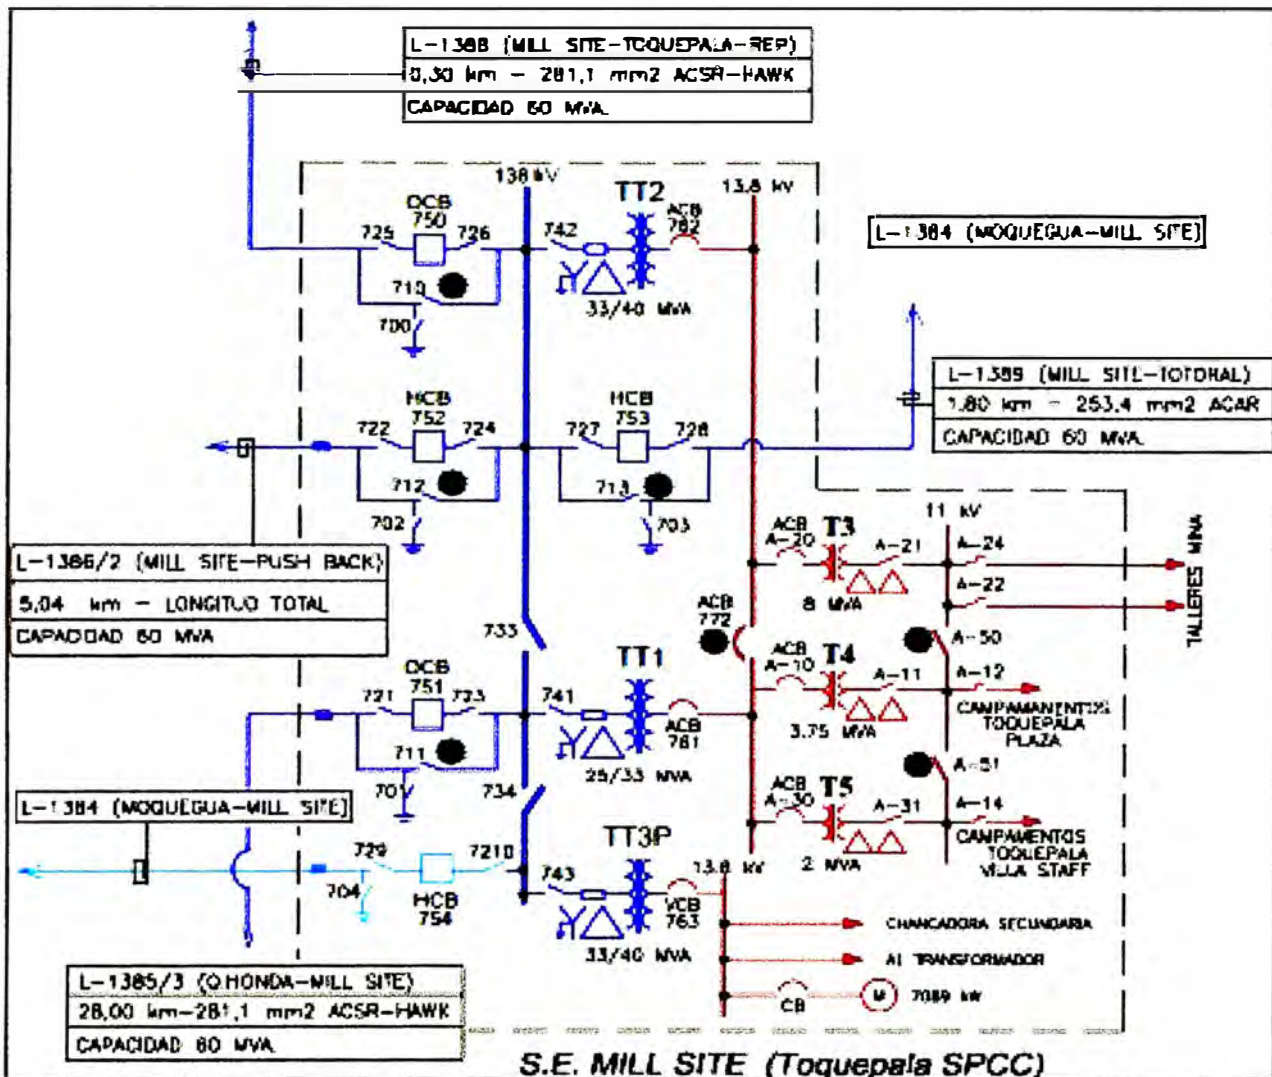 L-1388 (MILL SITE-TOQUEPALA-REP)
0,30 km - 281,1 mm2 ACSR-HAWK
CAPACIDAD 60 MVA.
138 kV
TT2
13.8 kV
OCB
750
725
726
742
ACB
762
L-1384 (MOQUEGUA-MILL SITE)
710
33/40 MVA
700
L-1389 (MILL SITE-TOTORAL)
1.80 km - 253,4 mm2 ACAR
CAPACIDAD 60 MVA.
HCB
752
722
724
HCB
753
727
728
712
713
702
703
L-1386/2 (MILL SITE-PUSH BACK)
5,04 km - LONGITUD TOTAL
CAPACIDAD 60 MVA
ACB
A-20
T3
A-21
11 kV
A-24
A-22
8 MVA
TALLERES MINA
733
ACB
772
A-50
ACB
A-10
T4
A-11
A-12
CAMPAMANENTOS
TOQUEPALA
PLAZA
3.75 MVA
OCB
751
721
723
741
TT1
ACB
761
711
25/33 MVA
701
734
A-51
ACB
A-30
T5
A-31
A-14
CAMPAMENTOS
TOQUEPALA
VILLA STAFF
2 MVA
L-1384 (MOQUEGUA-MILL SITE)
729
7210
704
HCB
754
743
TT3P
13.8 kV
VCB
763
33/40 MVA
CHANCADORA SECUNDARIA
A1 TRANSFORMADOR
CB
M
7089 kW
L-1385/3 (Q.HONDA-MILL SITE)
28,00 km-281,1 mm2 ACSR-HAWK
CAPACIDAD 60 MVA
S.E. MILL SITE (Toquepala SPCC)